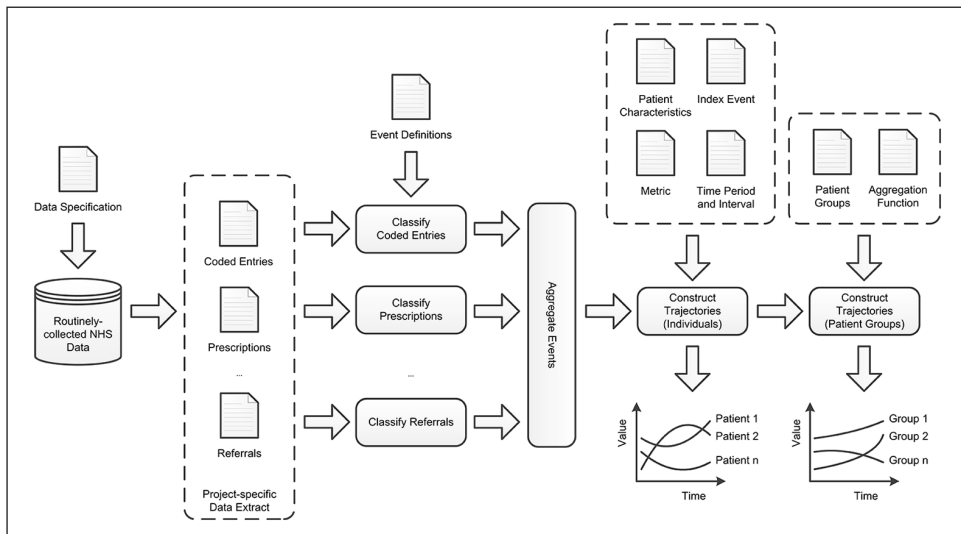 Data Specification
Routinely-
collected NHS
Data
Coded Entries
Prescriptions
...
Referrals
Project-specific
Data Extract
Event Definitions
Classify
Coded Entries
Classify
Prescriptions
...
Classify Referrals
Aggregate Events
Patient
Characteristics
Index Event
Metric
Time Period
and Interval
Construct
Trajectories
(Individuals)
Value
Patient 1
Patient 2
Patient n
Time
Patient
Groups
Aggregation
Function
Construct
Trajectories
(Patient Groups)
Value
Group 1
Group 2
Group n
Time